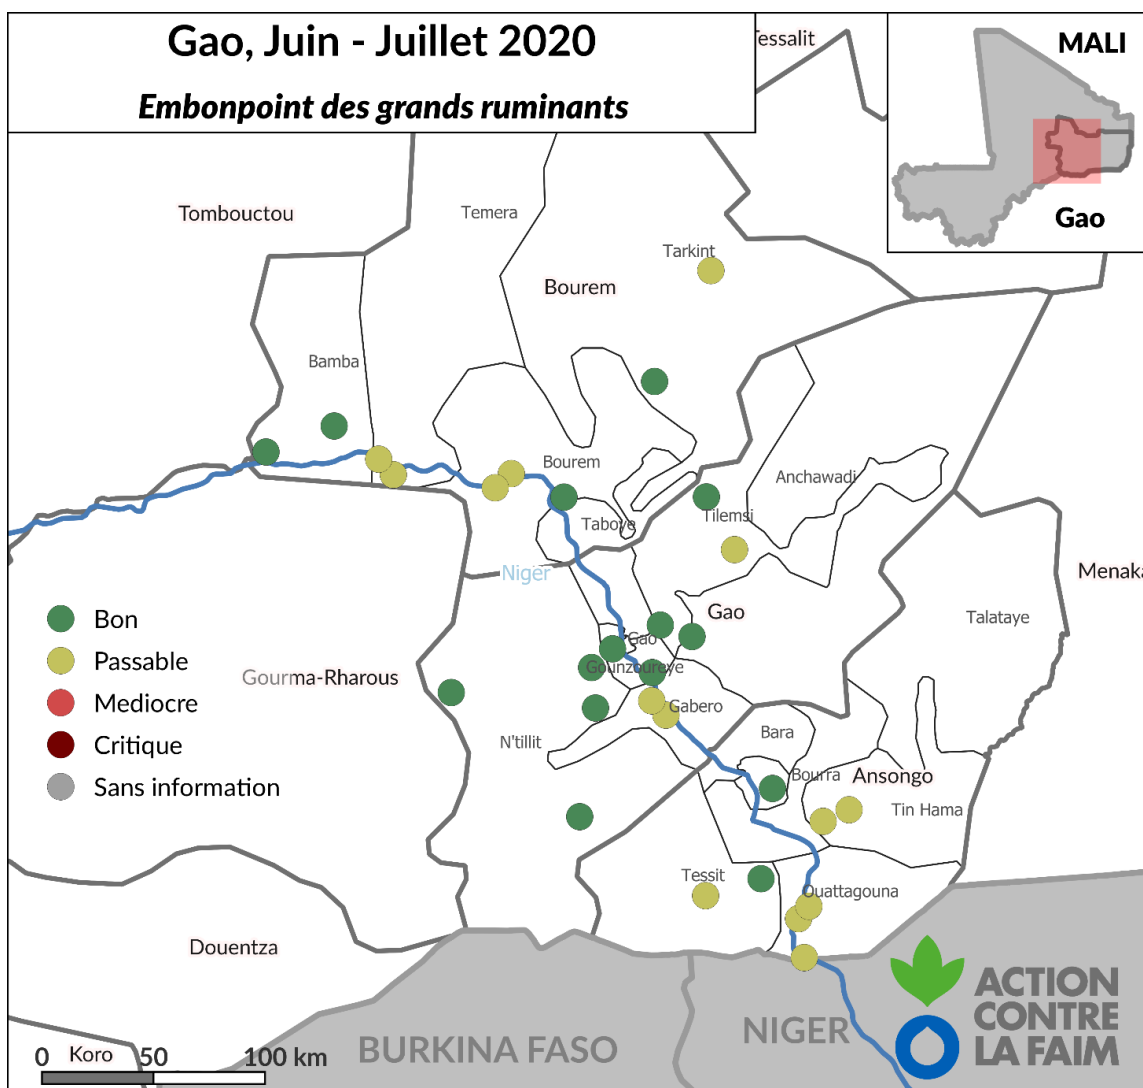 Gao, Juin - Juillet 2020
Embonpoint des grands ruminants
Tessalit
MALI
Gao
Tombouctou
Temera
Tarkint
Bourem
Bamba
Bourem
Anchawadi
Taboye
Tilemsi
Niger
Menaka
Talataye
Gao
Gao
Gounzoureye
Gourma-Rharous
Gabero
N'tillit
Bara
Bourra
Ansongo
Tin Hama
Tessit
Ouattagouna
Douentza
Bon
Passable
Mediocre
Critique
Sans information
BURKINA FASO
NIGER
Koro
0 50 100 km
ACTION
CONTRE
LA FAIM